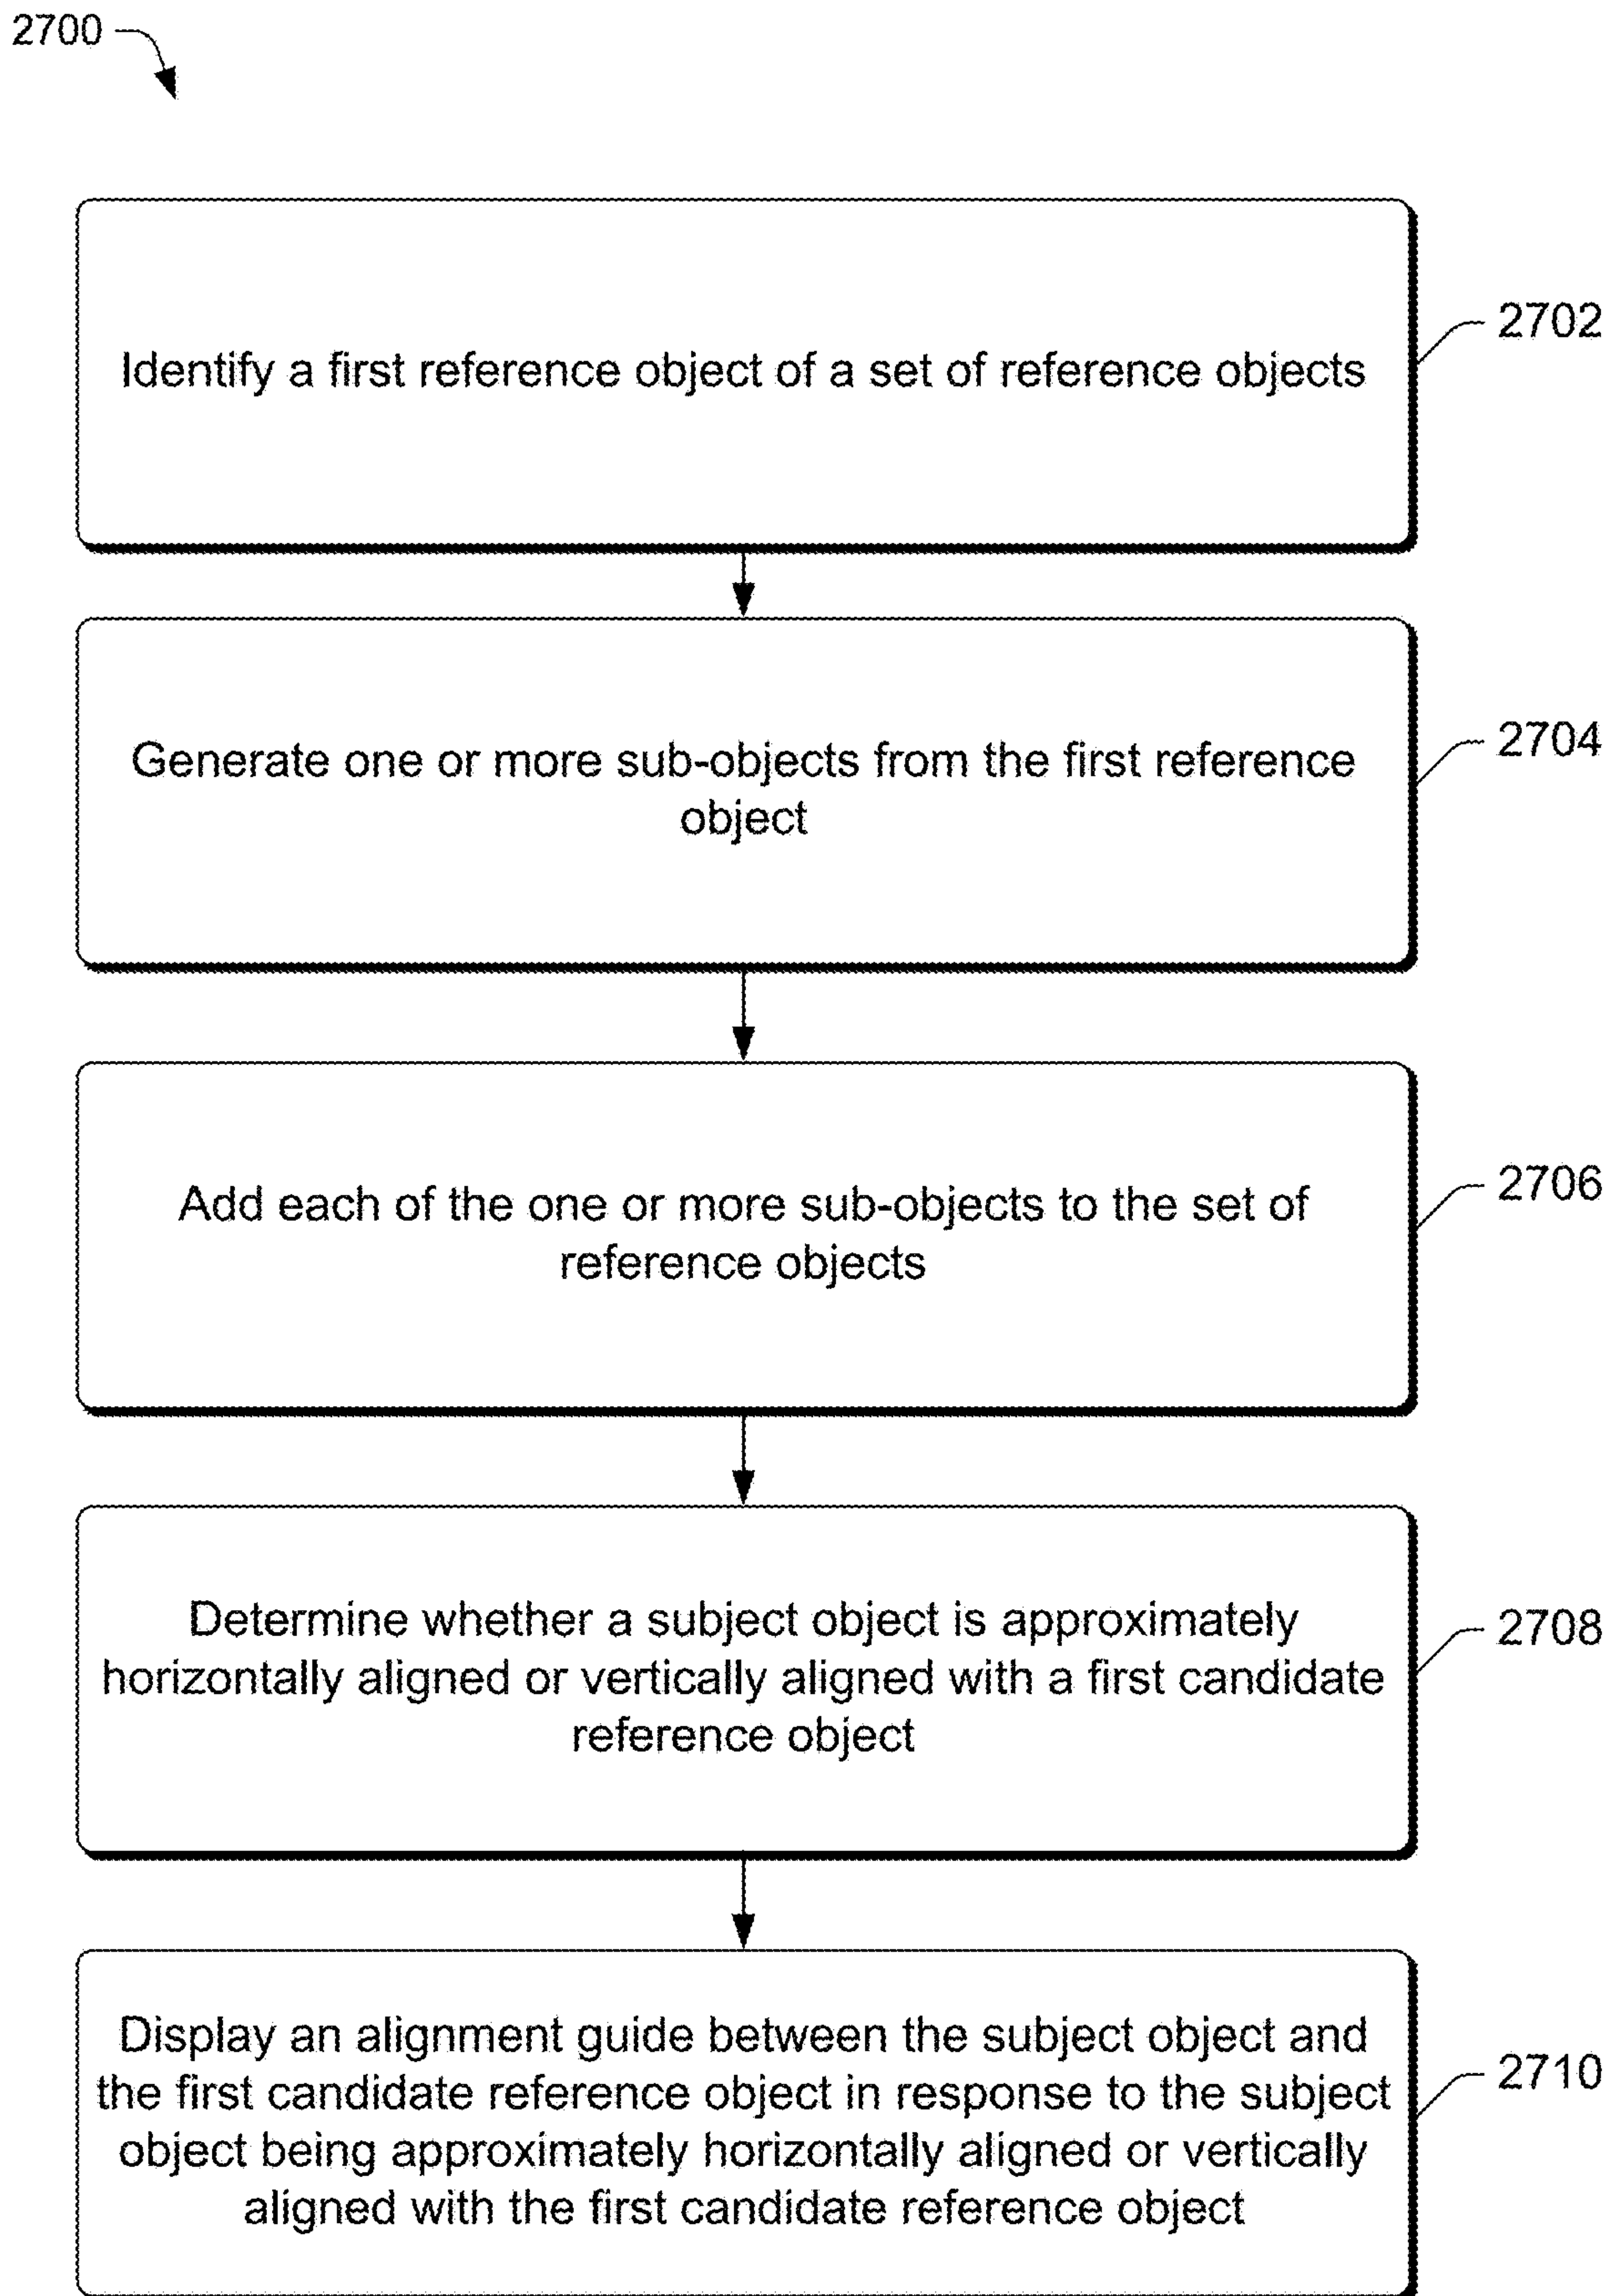 2700
Identify a first reference object of a set of reference objects
2702
Generate one or more sub-objects from the first reference
object
2704
Add each of the one or more sub-objects to the set of
reference objects
2706
Determine whether a subject object is approximately
horizontally aligned or vertically aligned with a first candidate
reference object
2708
Display an alignment guide between the subject object and
the first candidate reference object in response to the subject
object being approximately horizontally aligned or vertically
aligned with the first candidate reference object
2710